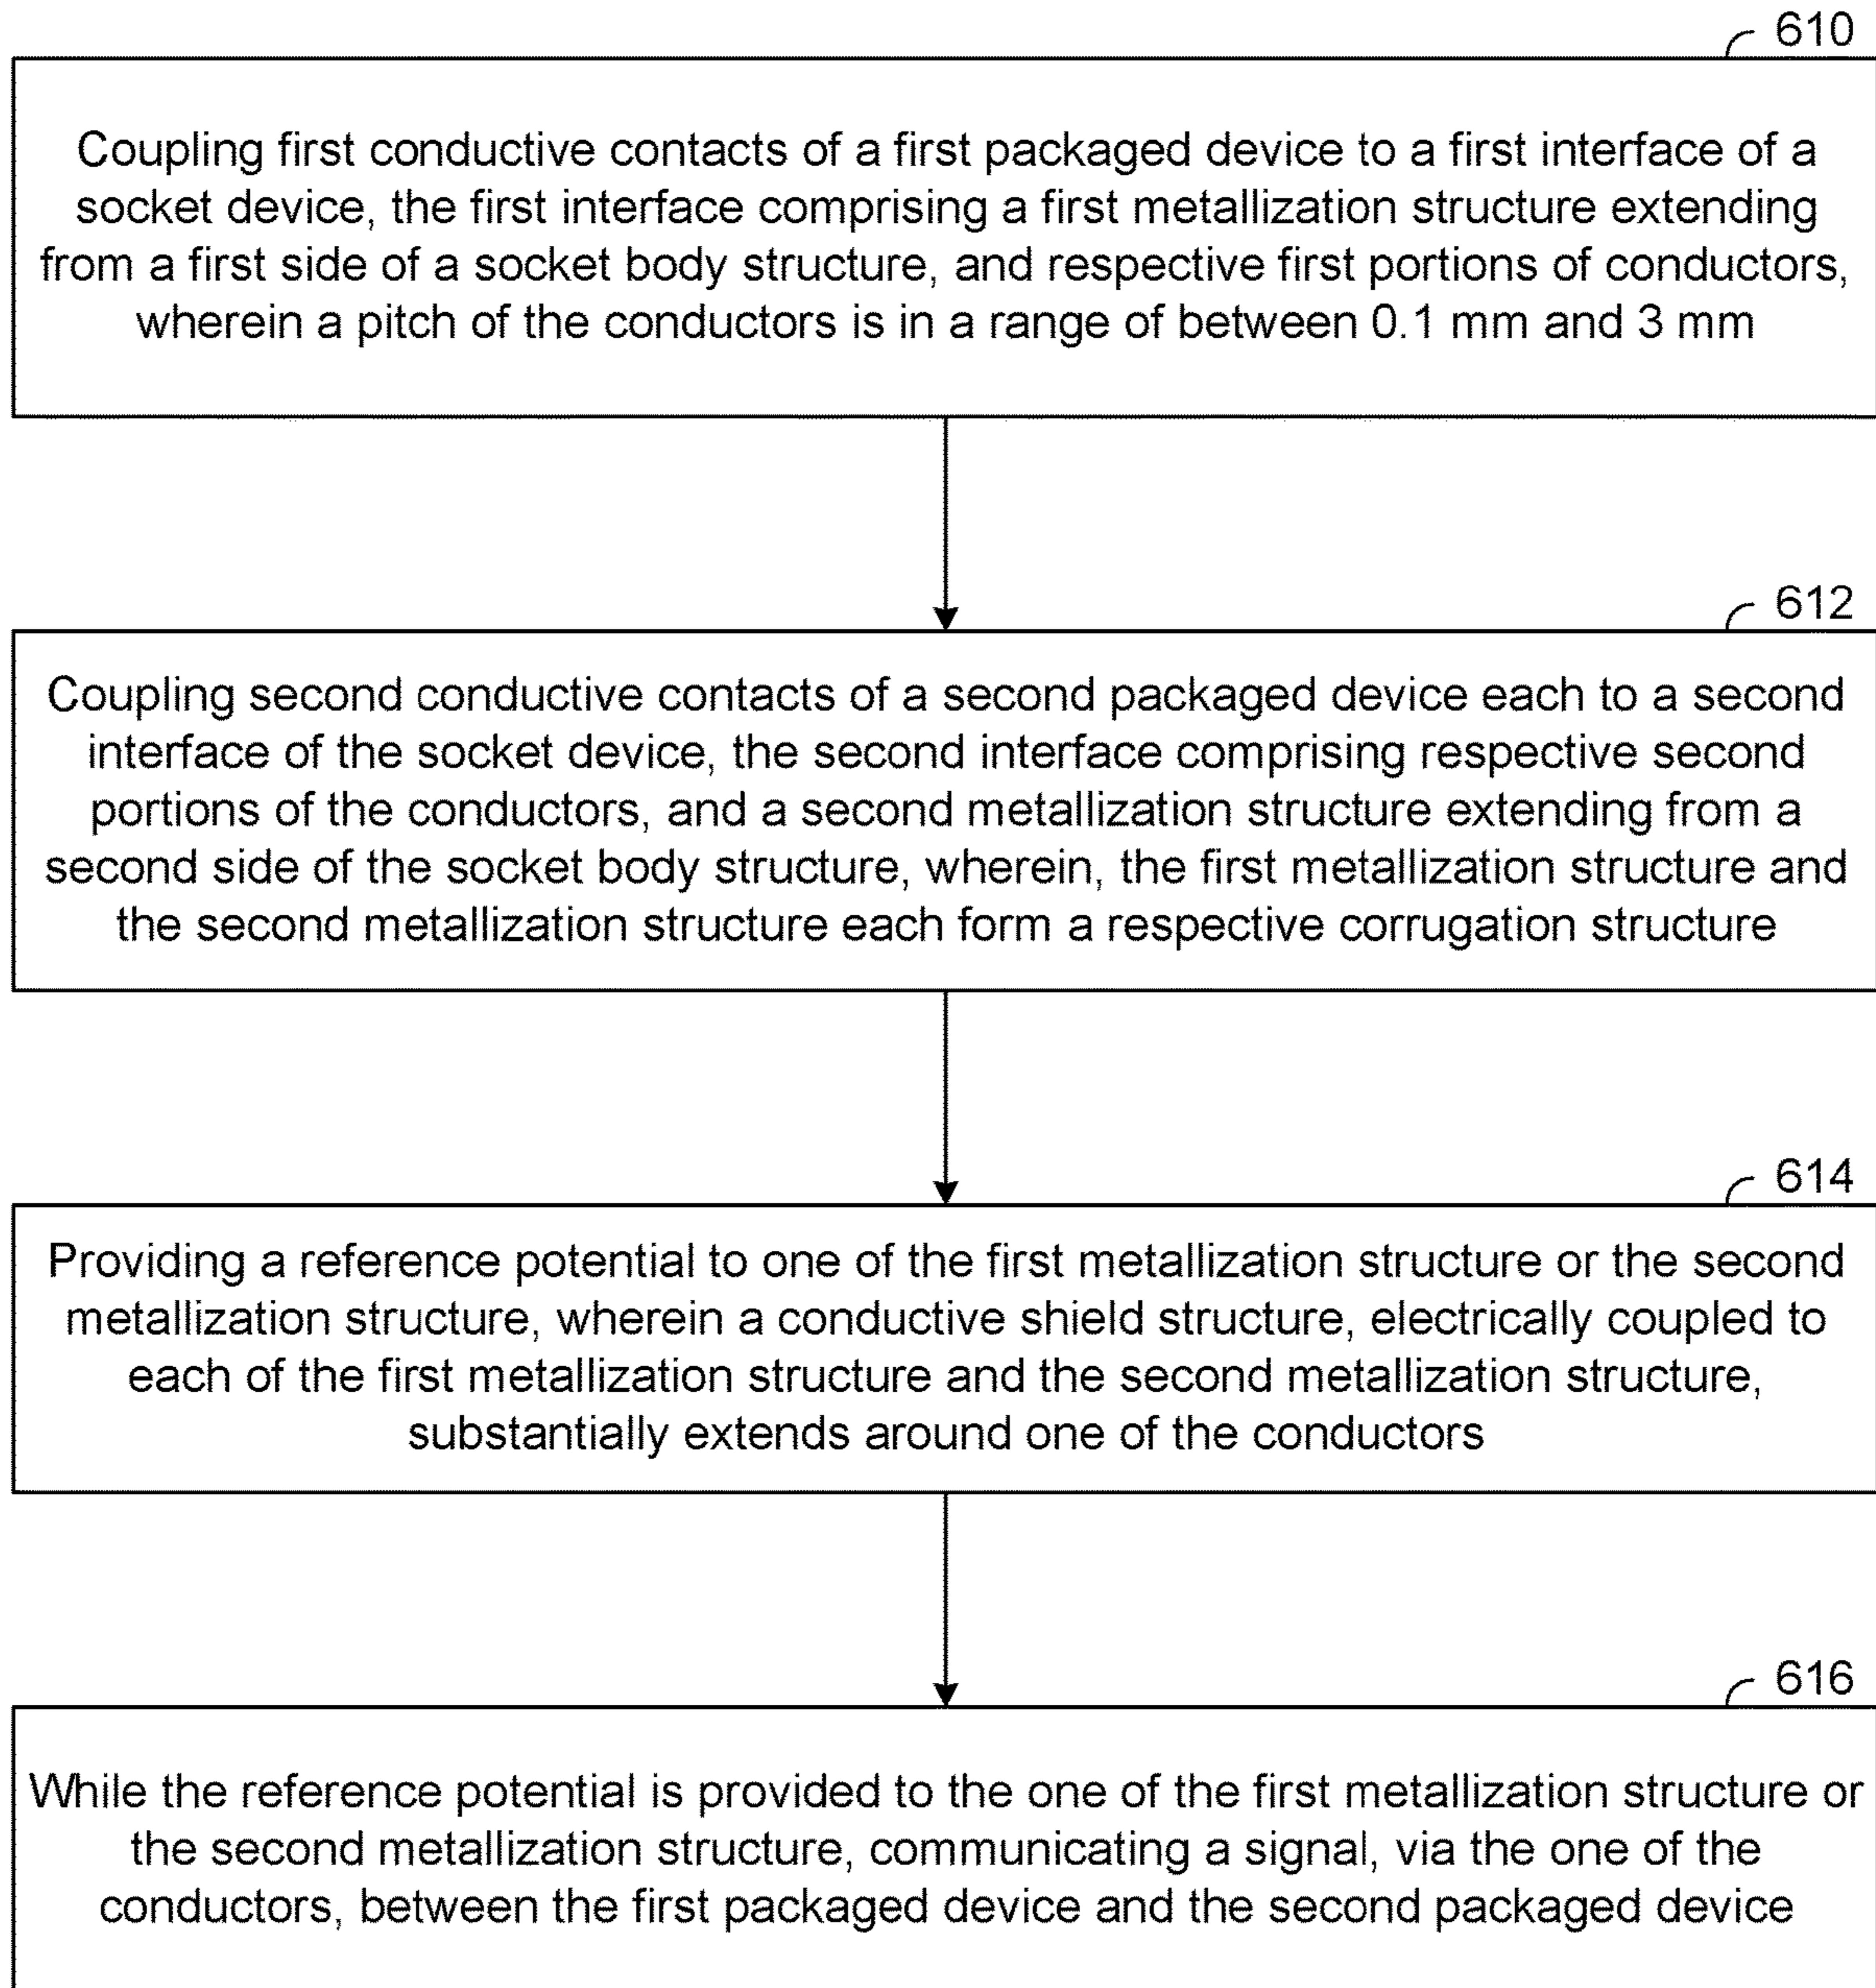 610
Coupling first conductive contacts of a first packaged device to a first interface of a
socket device, the first interface comprising a first metallization structure extending
from a first side of a socket body structure, and respective first portions of conductors,
wherein a pitch of the conductors is in a range of between 0.1 mm and 3 mm
612
Coupling second conductive contacts of a second packaged device each to a second
interface of the socket device, the second interface comprising respective second
portions of the conductors, and a second metallization structure extending from a
second side of the socket body structure, wherein, the first metallization structure and
the second metallization structure each form a respective corrugation structure
614
Providing a reference potential to one of the first metallization structure or the second
metallization structure, wherein a conductive shield structure, electrically coupled to
each of the first metallization structure and the second metallization structure,
substantially extends around one of the conductors
616
While the reference potential is provided to the one of the first metallization structure or
the second metallization structure, communicating a signal, via the one of the
conductors, between the first packaged device and the second packaged device